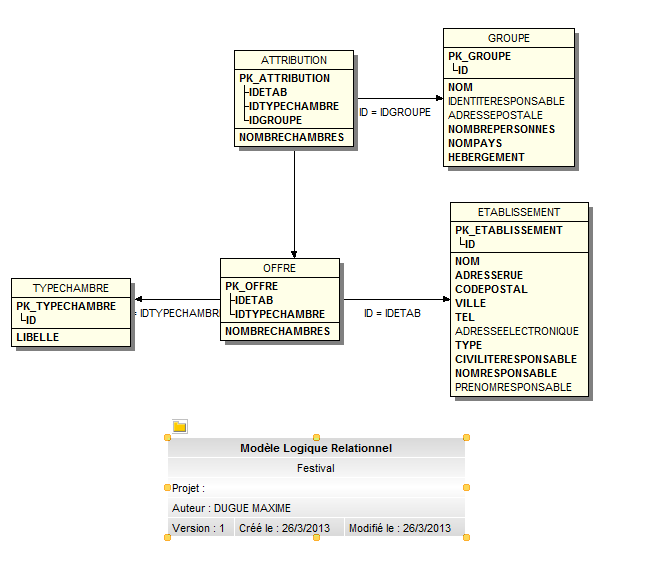 GROUPE
PK_GROUPE
ID
NOM
IDENTITERESPONSABLE
ADRESSEPOSTALE
NOMBREPERSONNES
NOMPAYS
HEBERGEMENT
ATTRIBUTION
PK_ATTRIBUTION
IDETAB
IDTYPECHAMBRE
IDGROUPE
NOMBRECHAMBRES
ID = IDGROUPE
ETABLISSEMENT
PK_ETABLISSEMENT
ID
NOM
ADRESSERUE
CODEPOSTAL
VILLE
TEL
ADRESSEELECTRONIQUE
TYPE
CIVILITERESPONSABLE
NOMRESPONSABLE
PRENOMRESPONSABLE
OFFRE
PK_OFFRE
IDETAB
IDTYPECHAMBRE
NOMBRECHAMBRES
ID = IDETAB
TYPECHAMBRE
PK_TYPECHAMBRE
ID
LIBELLE
= IDTYPECHAMBR
Modèle Logique Relationnel
Festival
Projet :
Auteur : DUGUE MAXIME
Version : 1 Créé le : 26/3/2013 Modifié le : 26/3/2013